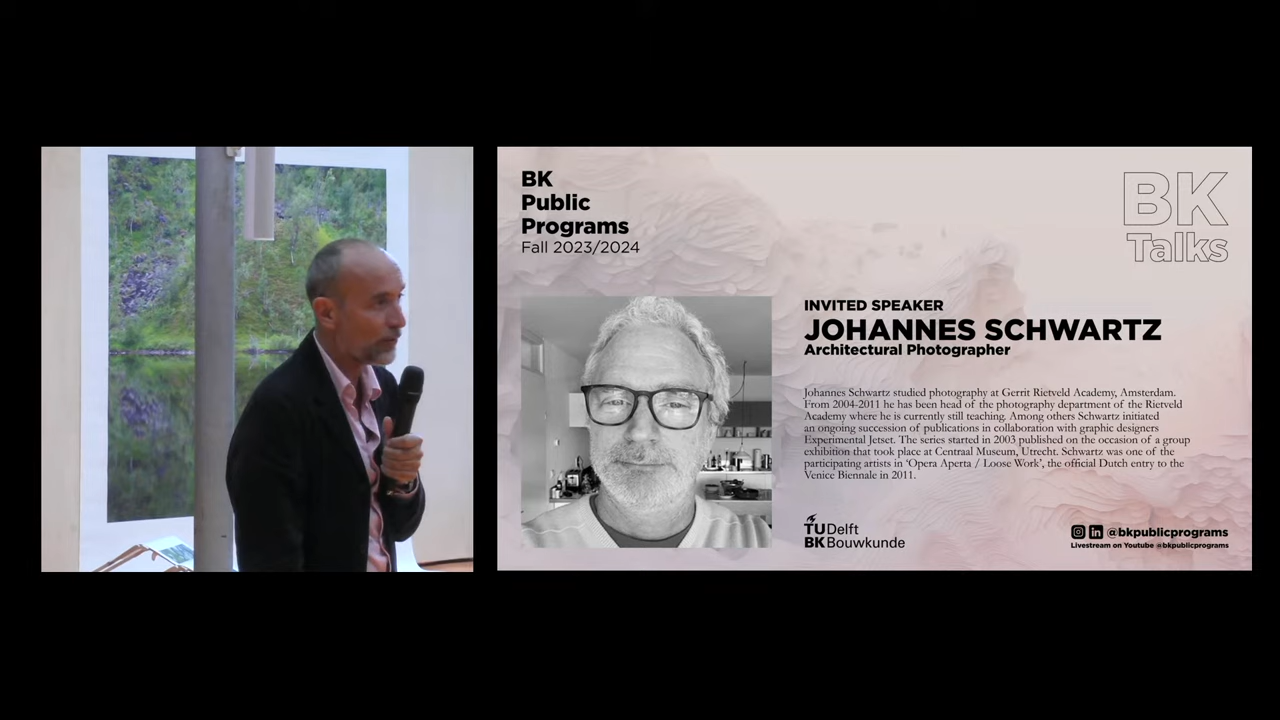 BK
Public
Programs
Fall 2023/2024
BK
Talks
INVITED SPEAKER
JOHANNES SCHWARTZ
Architectural Photographer
Johannes Schwartz studied photography at Gerrit Rietveld Academy, Amsterdam.
From 2004-2011 he has been head of the photography department of the Rietveld
Academy where he is currently still teaching. Among others Schwartz initiated
an ongoing succession of publications in collaboration with graphic designers
Experimental Jetset. The series started in 2003 published on the occasion of a group
exhibition that took place at Centraal Museum, Utrecht. Schwartz was one of the
participating artists in ‘Opera Aperta / Loose Work’, the official Dutch entry to the
Venice Biennale in 2011.
TU Delft
BK Bouwkunde
@bkpublicprograms
Livestream on Youtube @bkpublicprograms